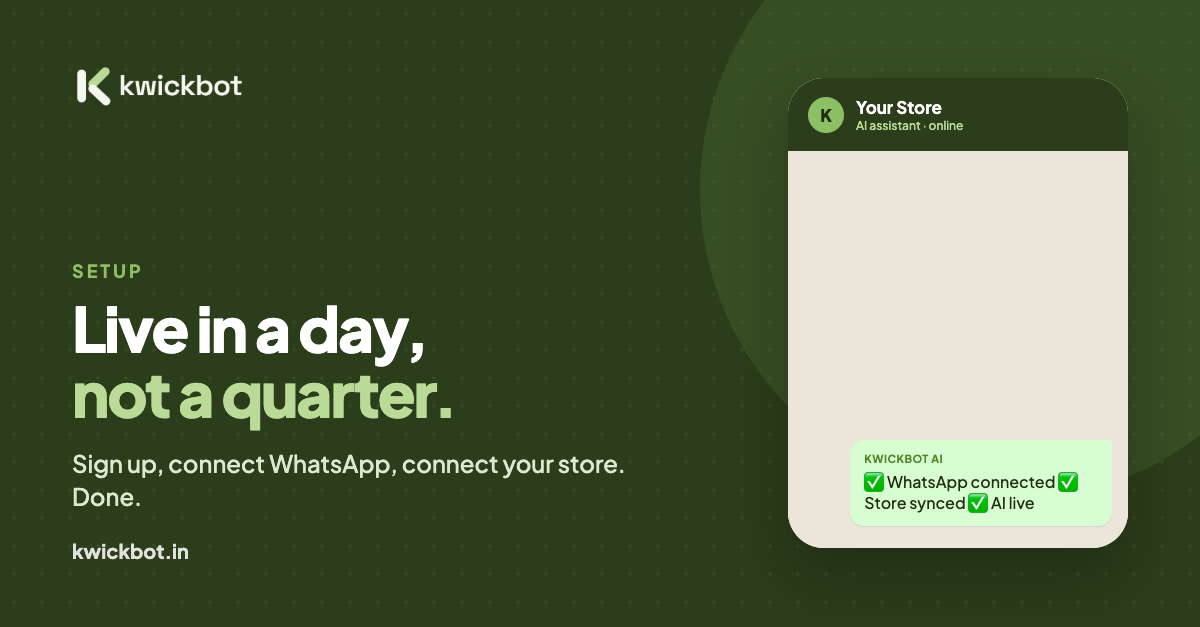 kwickbot
SETUP
Live in a day,
not a quarter.
Sign up, connect WhatsApp, connect your store.
Done.
kwickbot.in
K
Your Store
AI assistant · online
KWICKBOT AI
✅ WhatsApp connected ✅
Store synced ✅ AI live